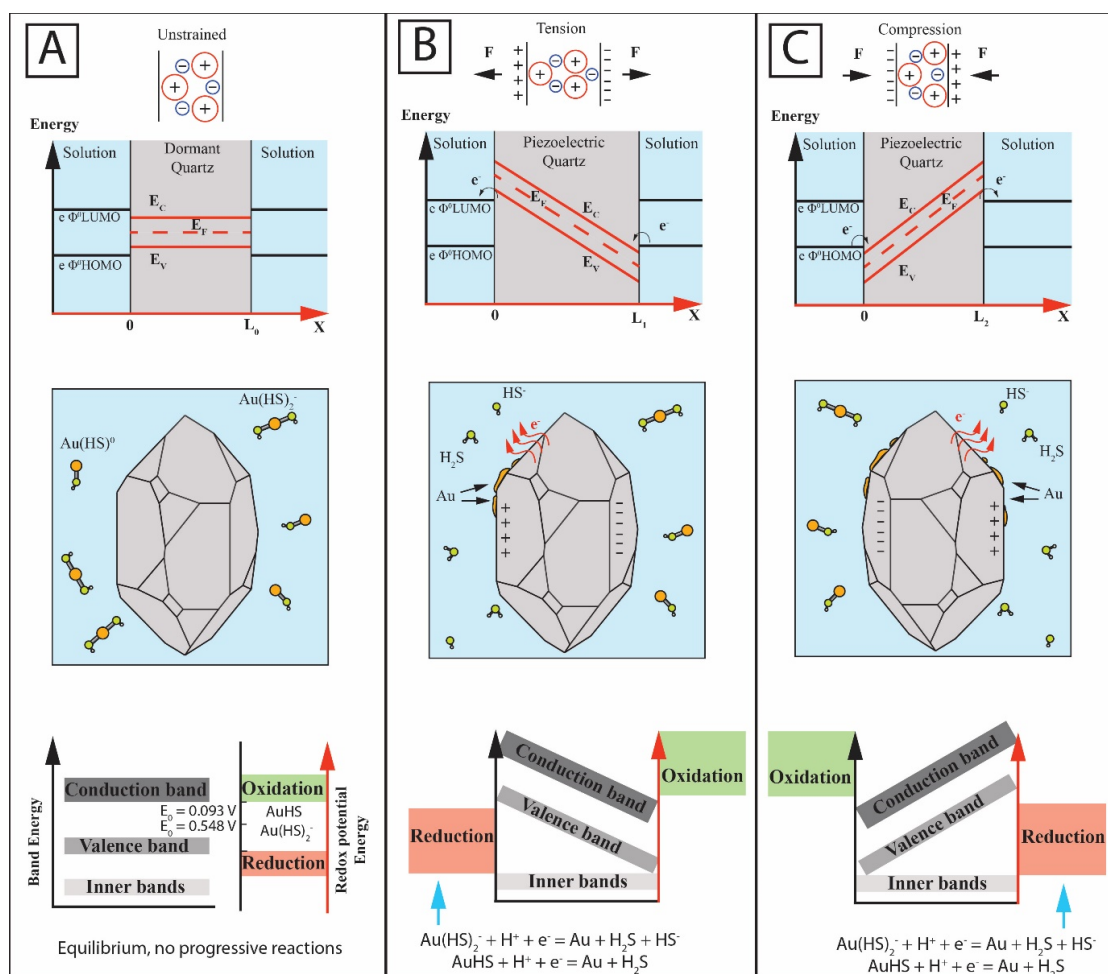 A
Unstrained
Energy
Solution
Dormant
Quartz
Solution
E_C
e Φ⁰LUMO
E_F
e Φ⁰HOMO
E_V
0
L₀
X
Au(HS)₂⁻
Au(HS)⁰
Band Energy
Conduction band
E₀ = 0.093 V
E₀ = 0.548 V
Valence band
Inner bands
Oxidation
AuHS
Au(HS)₂⁻
Reduction
Redox potential
Energy
Equilibrium, no progressive reactions
B
Tension
F
+
+
+
+
+
+
+
−
−
−
−
−
−
−
F
Energy
Solution
Piezoelectric
Quartz
Solution
e⁻
e Φ⁰LUMO
E_F
E_C
e⁻
e Φ⁰HOMO
E_V
0
L₁
X
HS⁻
e⁻
H₂S
Au
+
+
+
+
−
−
−
−
−
Conduction band
Valence band
Inner bands
Oxidation
Reduction
Au(HS)₂⁻ + H⁺ + e⁻ = Au + H₂S + HS⁻
AuHS + H⁺ + e⁻ = Au + H₂S
C
Compression
F
−
−
−
−
−
+
+
+
−
+
+
+
+
F
Energy
Solution
Piezoelectric
Quartz
Solution
e⁻
e Φ⁰LUMO
E_C
E_F
e⁻
e Φ⁰HOMO
E_V
0
L₂
X
HS⁻
e⁻
H₂S
Au
−
−
−
−
−
+
+
+
+
Oxidation
Conduction band
Valence band
Inner bands
Reduction
Au(HS)₂⁻ + H⁺ + e⁻ = Au + H₂S + HS⁻
AuHS + H⁺ + e⁻ = Au + H₂S